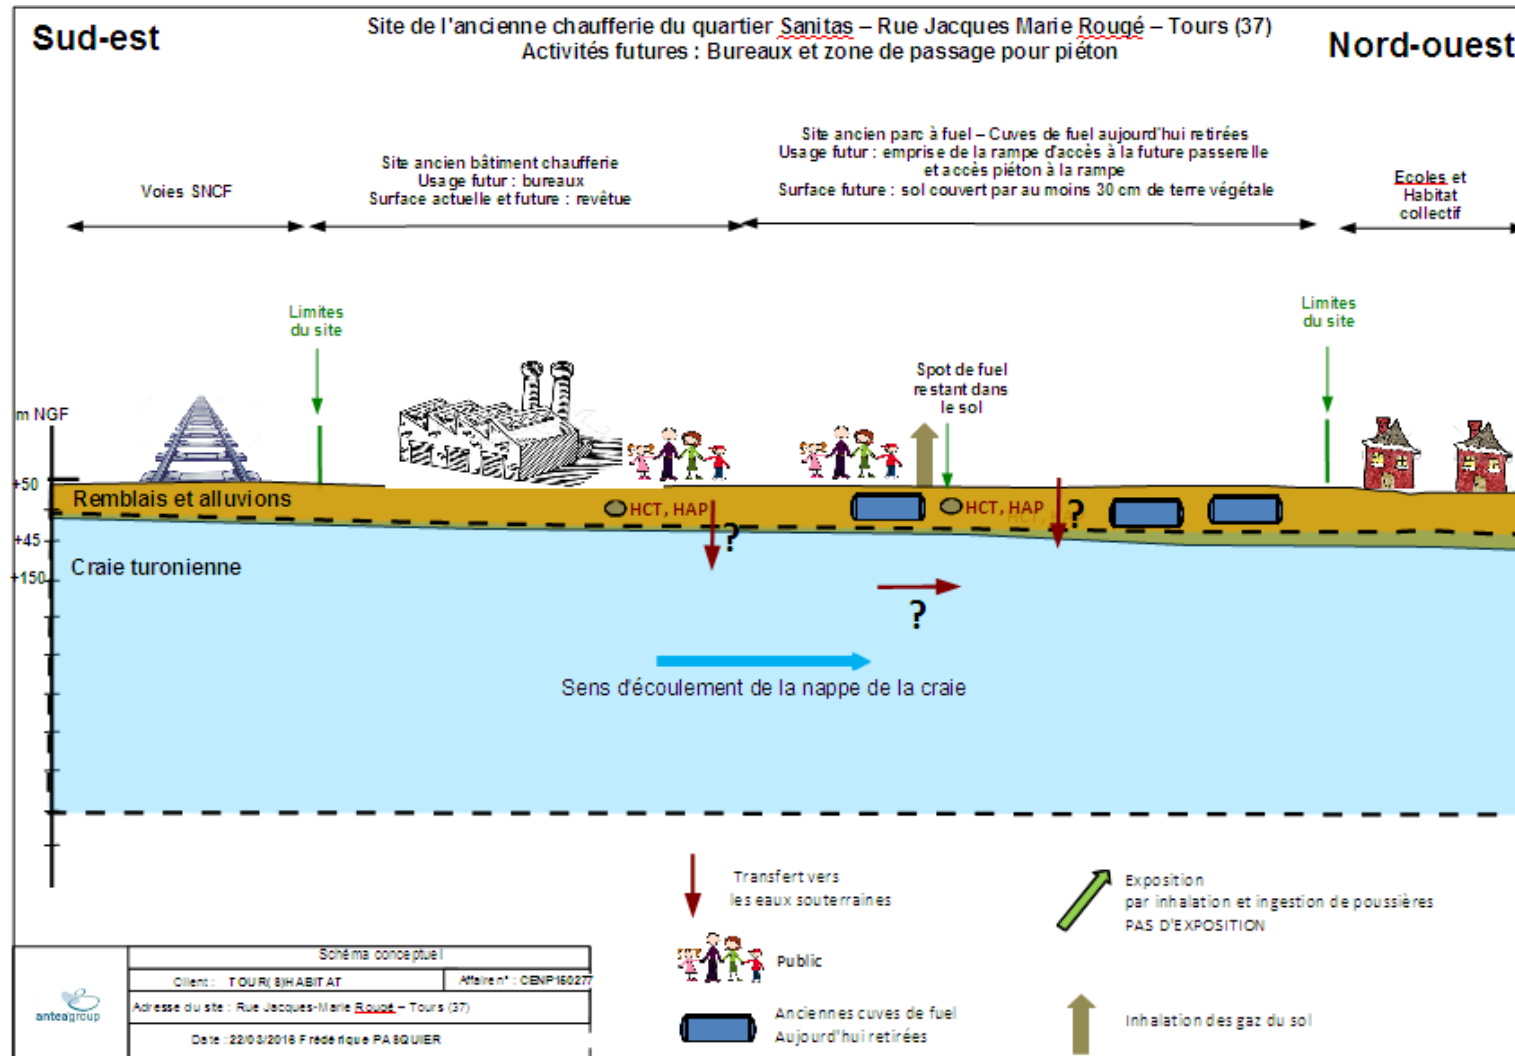 Sud-est
Site de l'ancienne chaufferie du quartier Sanitas – Rue Jacques Marie Rougé – Tours (37)
Activités futures : Bureaux et zone de passage pour piéton
Nord-ouest
Voies SNCF
Site ancien bâtiment chaufferie
Usage futur : bureaux
Surface actuelle et future : revêtue
Site ancien parc à fuel – Cuves de fuel aujourd'hui retirées
Usage futur : emprise de la rampe d'accès à la future passerelle
et accès piéton à la rampe
Surface future : sol couvert par au moins 30 cm de terre végétale
Ecoles et
Habitat
collectif
Limites
du site
Limites
du site
Spot de fuel
restant dans
le sol
m NGF
+50
Remblais et alluvions
HCT, HAP
?
HCT, HAP
?
+45
Craie turonienne
+150
?
Sens d'écoulement de la nappe de la craie
Transfert vers
les eaux souterraines
Exposition
par inhalation et ingestion de poussières
PAS D'EXPOSITION
Public
Anciennes cuves de fuel
Aujourd'hui retirées
Inhalation des gaz du sol
anteagroup
Schéma conceptuel
Client : TOUR(S)HABITAT
Affaire n° : CENP160277
Adresse du site : Rue Jacques-Marie Rougé – Tours (37)
Date : 22/03/2016 Frédérique PASQUIER